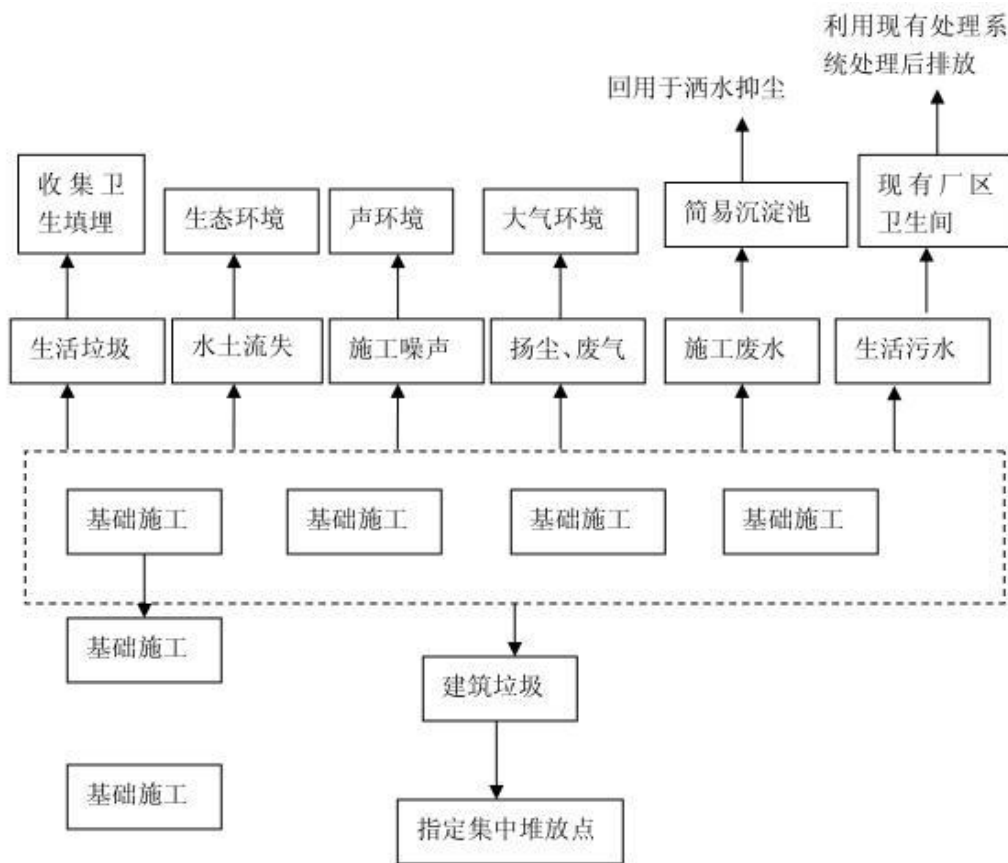 利用现有处理系
统处理后排放
回用于洒水抑尘
收集卫
生填埋
生态环境
声环境
大气环境
简易沉淀池
现有厂区
卫生间
生活垃圾
水土流失
施工噪声
扬尘、废气
施工废水
生活污水
基础施工
基础施工
基础施工
基础施工
基础施工
建筑垃圾
基础施工
指定集中堆放点